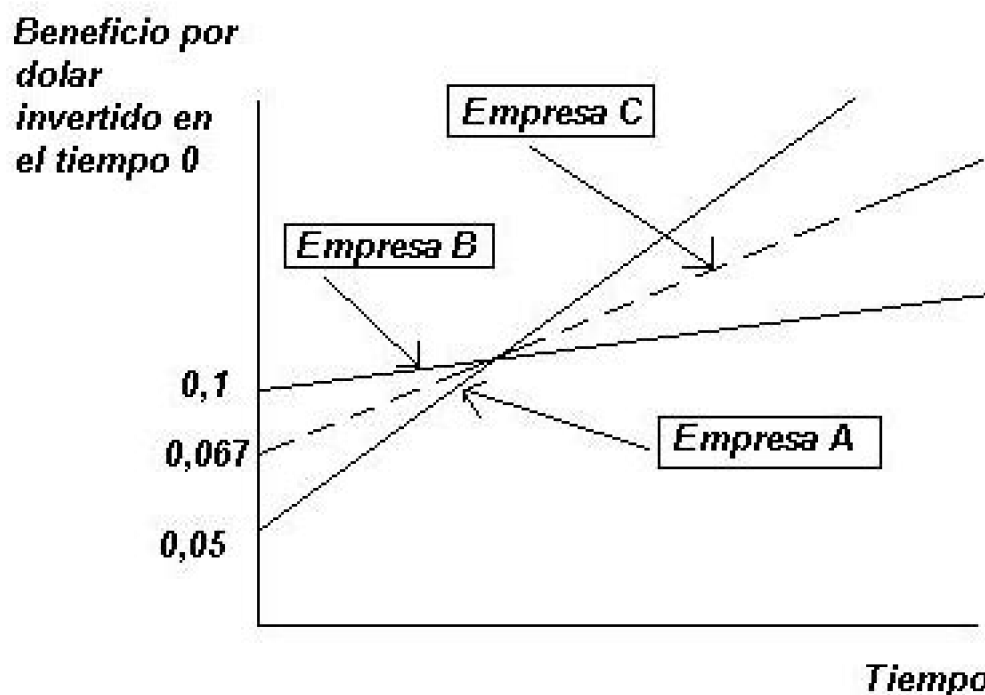 Beneficio por
dolar
invertido en
el tiempo 0
Empresa C
Empresa B
0,1
0,067
Empresa A
0,05
Tiempo